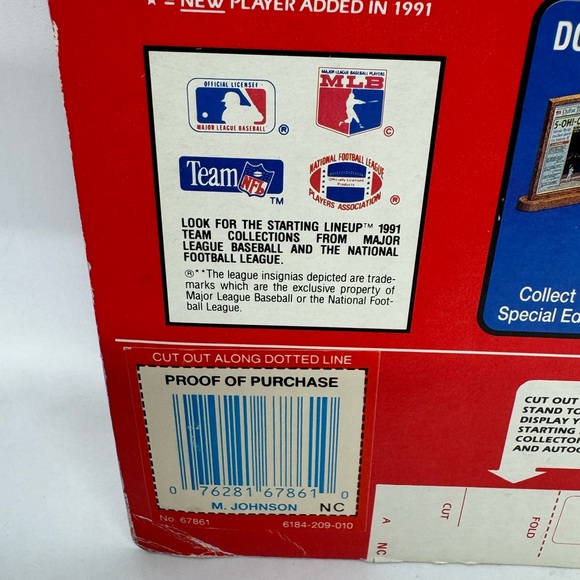 ★ = NEW PLAYER ADDED IN 1991
OFFICIAL LICENSEE
MAJOR LEAGUE BASEBALL
®
MAJOR LEAGUE BASEBALL PLAYERS
MLB
©
Team NFL
TM
NATIONAL FOOTBALL LEAGUE
Officially Licensed
Products
PLAYERS ASSOCIATION
®
LOOK FOR THE STARTING LINEUP™ 1991
TEAM COLLECTIONS FROM MAJOR
LEAGUE BASEBALL AND THE NATIONAL
FOOTBALL LEAGUE.
®**The league insignias depicted are trade-
marks which are the exclusive property of
Major League Baseball or the National Foot-
ball League.
DO
Collect
Special Ed
CUT OUT ALONG DOTTED LINE
PROOF OF PURCHASE
0 76281 67861 0
M. JOHNSON NC
No. 67861 6184-209-010
CUT OUT
STAND TO
DISPLAY Y
STARTING
COLLECTO
AND AUTOG
CUT
FOLD
A NC